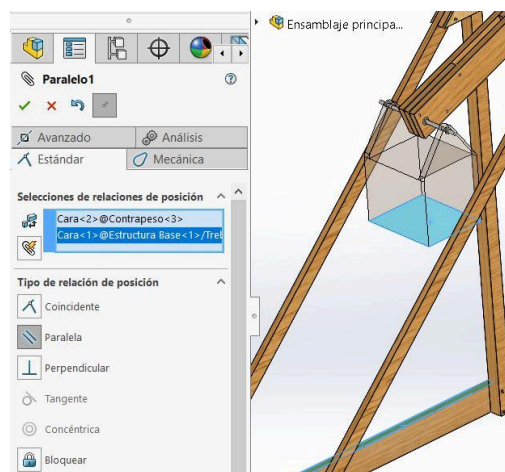 Ensamblaje principa...
Paralelo1
Avanzado
Análisis
Estándar
Mecánica
Selecciones de relaciones de posición
Cara<2>@Contrapeso<3>
Cara<1>@Estructura Base<1>/Treb
Tipo de relación de posición
Coincidente
Paralela
Perpendicular
Tangente
Concéntrica
Bloquear